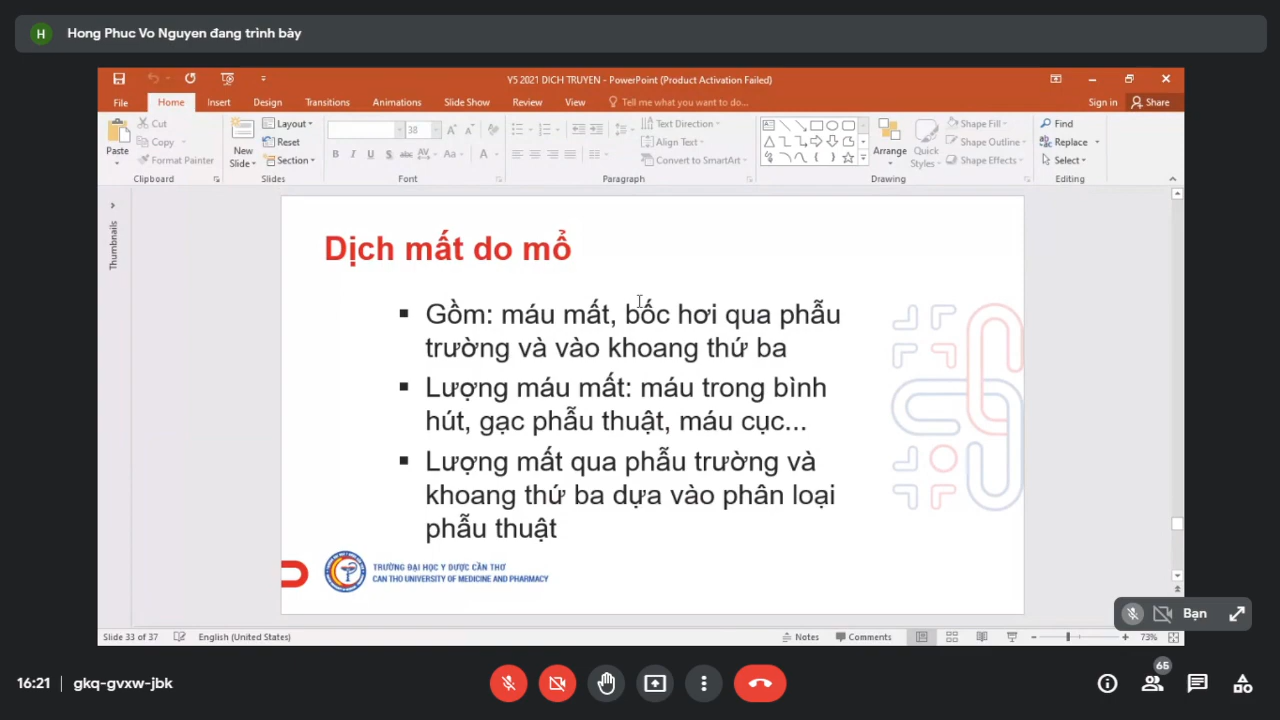 H Hong Phuc Vo Nguyen đang trình bày
Y5 2021 DICH TRUYEN - PowerPoint (Product Activation Failed)
File Home Insert Design Transitions Animations Slide Show Review View Tell me what you want to do... Sign in Share
Paste Cut Copy Format Painter
Clipboard
New Slide Layout Reset Section
Slides
38
B I U S abc AV Aa A
Font
Text Direction Align Text Convert to SmartArt
Paragraph
Arrange Quick Styles Shape Fill Shape Outline Shape Effects
Drawing
Find Replace Select
Editing
Thumbnails
Dịch mất do mổ
▪ Gồm: máu mất, bốc hơi qua phẫu
trường và vào khoang thứ ba
▪ Lượng máu mất: máu trong bình
hút, gạc phẫu thuật, máu cục...
▪ Lượng mất qua phẫu trường và
khoang thứ ba dựa vào phân loại
phẫu thuật
TRƯỜNG ĐẠI HỌC Y DƯỢC CẦN THƠ
CAN THO UNIVERSITY OF MEDICINE AND PHARMACY
Bạn
Slide 33 of 37 English (United States) Notes Comments 73%
16:21 | gkq-gvxw-jbk
65